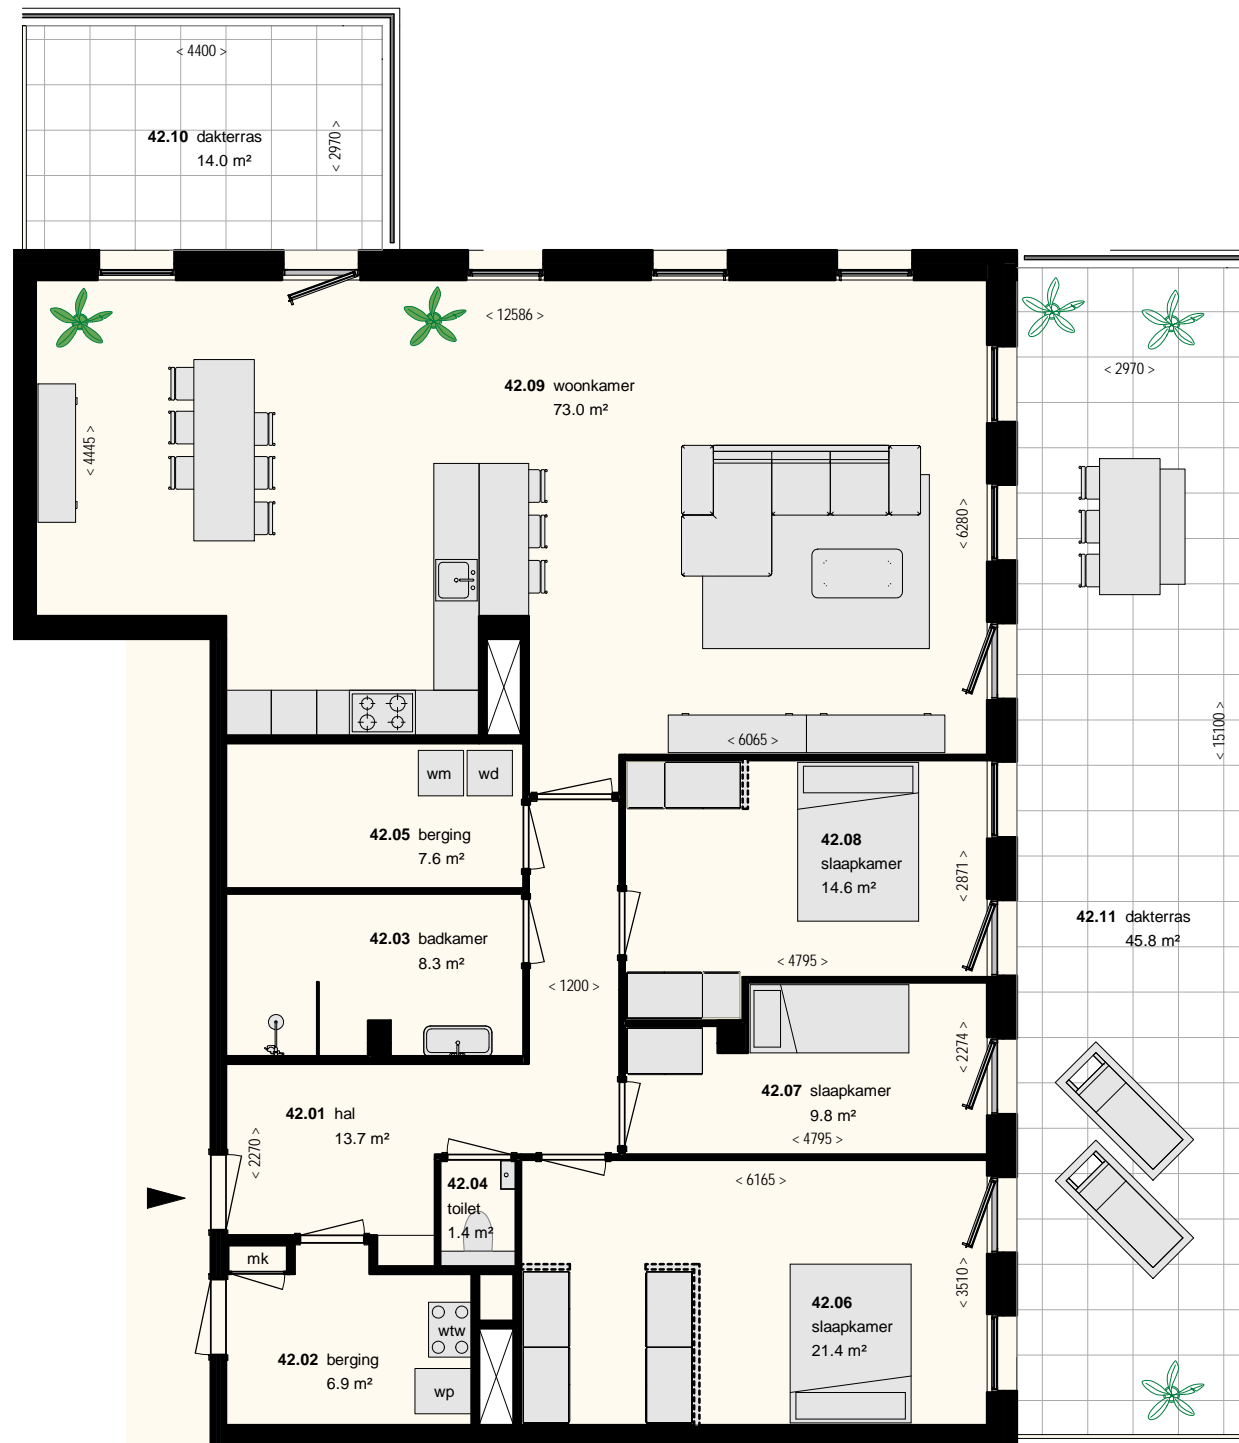 < 4400 >
42.10 dakterras
14.0 m²
< 2970 >
< 12586 >
42.09 woonkamer
73.0 m²
< 2970 >
< 4445 >
< 6280 >
< 6065 >
< 15100 >
wm wd
42.05 berging
7.6 m²
42.08
slaapkamer
14.6 m²
< 2871 >
42.03 badkamer
8.3 m²
42.11 dakterras
45.8 m²
< 4795 >
< 1200 >
< 2274 >
42.07 slaapkamer
9.8 m²
42.01 hal
13.7 m²
< 2270 >
< 4795 >
42.04
toilet
1.4 m²
< 6165 >
mk
< 3510 >
42.06
slaapkamer
21.4 m²
wtw
42.02 berging
6.9 m²
wp